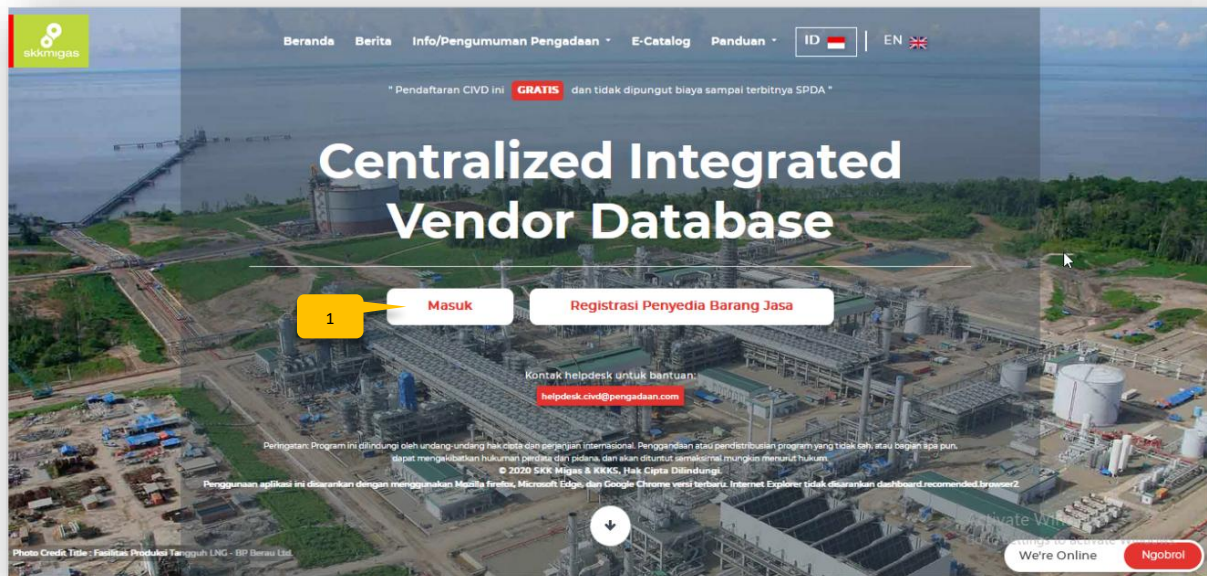 skkmigas
Beranda Berita Info/Pengumuman Pengadaan E-Catalog Panduan ID EN
" Pendaftaran CIVD ini GRATIS dan tidak dipungut biaya sampai terbitnya SPDA "
Centralized Integrated
Vendor Database
1
Masuk Registrasi Penyedia Barang Jasa
Kontak helpdesk untuk bantuan:
helpdesk.civd@pengadaan.com
Peringatan: Program ini dilindungi oleh undang-undang hak cipta dan perjanjian internasional. Penggandaan atau pendistribusian program yang tidak sah, atau bagian apa pun,
dapat mengakibatkan hukuman perdata dan pidana, dan akan dituntut semaksimal mungkin menurut hukum.
© 2020 SKK Migas & KKKS, Hak Cipta Dilindungi.
Penggunaan aplikasi ini disarankan dengan menggunakan Mozilla firefox, Microsoft Edge, dan Google Chrome versi terbaru. Internet Explorer tidak disarankan dashboard.recomended.browser2
Photo Credit Title : Fasilitas Produksi Tangguh LNG - BP Berau Ltd.
We're Online Ngobrol